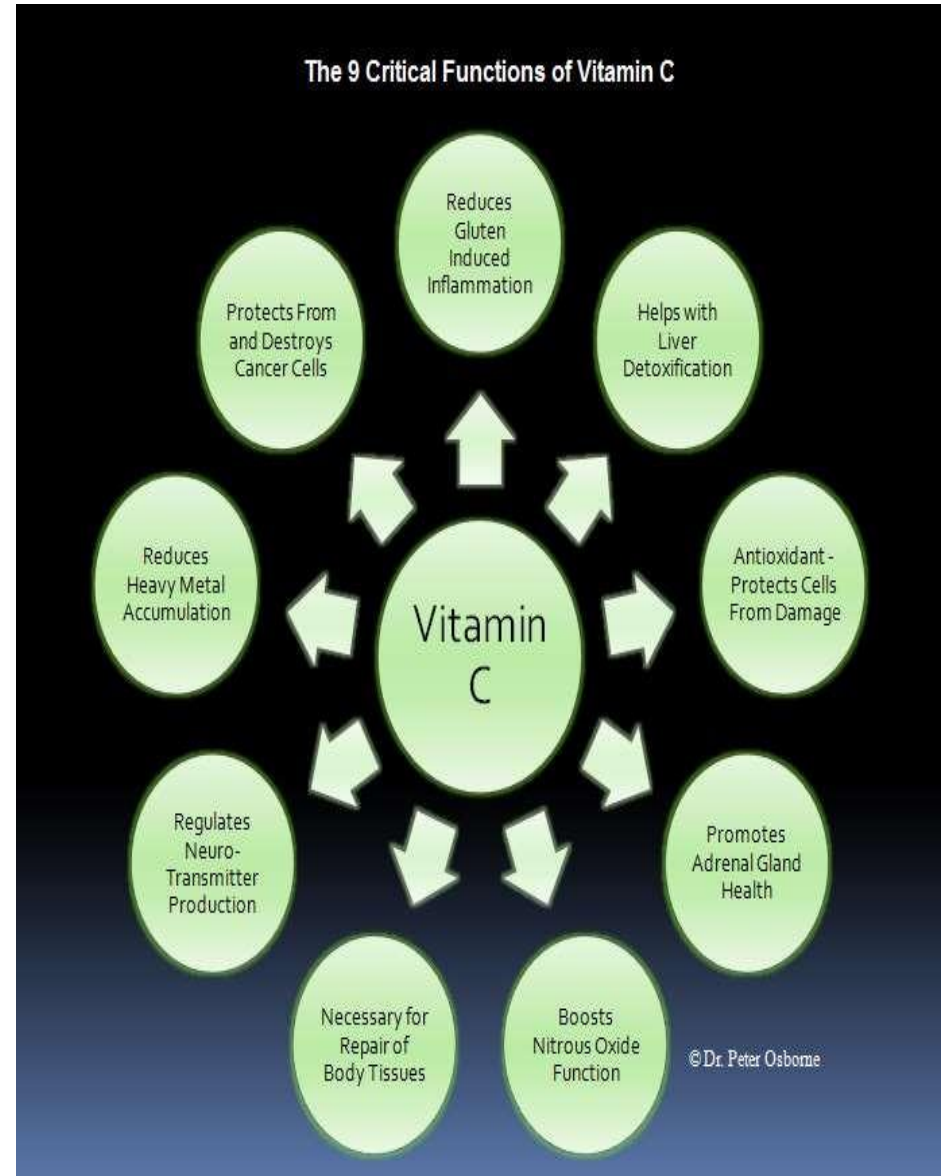 The 9 Critical Functions of Vitamin C
Reduces
Gluten
Induced
Inflammation
Helps with
Liver
Detoxification
Antioxidant -
Protects Cells
From Damage
Promotes
Adrenal Gland
Health
Boosts
Nitrous Oxide
Function
Necessary for
Repair of
Body Tissues
Regulates
Neuro-
Transmitter
Production
Reduces
Heavy Metal
Accumulation
Protects From
and Destroys
Cancer Cells
Vitamin
C
© Dr. Peter Osborne